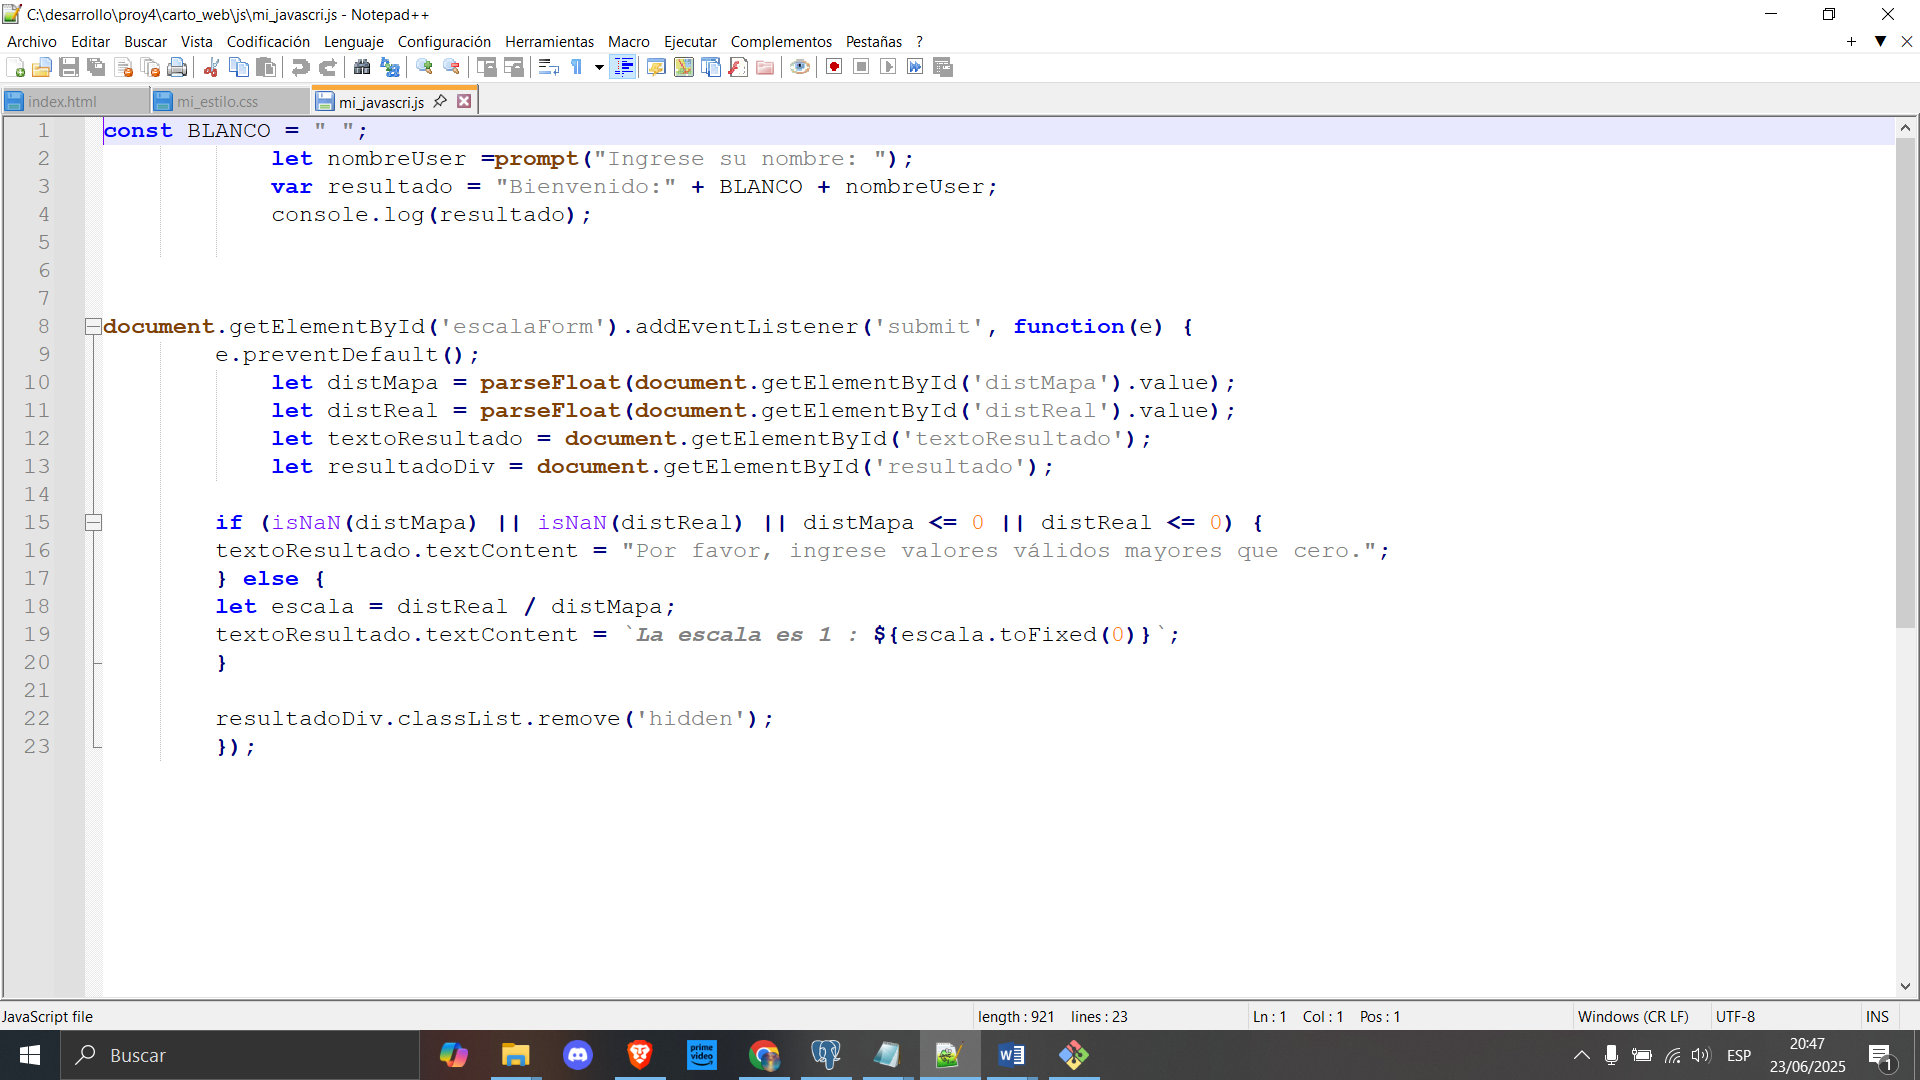 C:\desarrollo\proy4\carto_web\js\mi_javascri.js - Notepad++
Archivo Editar Buscar Vista Codificación Lenguaje Configuración Herramientas Macro Ejecutar Complementos Pestañas ?
index.html mi_estilo.css mi_javascri.js
1 const BLANCO = " ";
2 let nombreUser =prompt("Ingrese su nombre: ");
3 var resultado = "Bienvenido:" + BLANCO + nombreUser;
4 console.log(resultado);
5
6
7
8 document.getElementById('escalaForm').addEventListener('submit', function(e) {
9 e.preventDefault();
10 let distMapa = parseFloat(document.getElementById('distMapa').value);
11 let distReal = parseFloat(document.getElementById('distReal').value);
12 let textoResultado = document.getElementById('textoResultado');
13 let resultadoDiv = document.getElementById('resultado');
14
15 if (isNaN(distMapa) || isNaN(distReal) || distMapa <= 0 || distReal <= 0) {
16 textoResultado.textContent = "Por favor, ingrese valores válidos mayores que cero.";
17 } else {
18 let escala = distReal / distMapa;
19 textoResultado.textContent = `La escala es 1 : ${escala.toFixed(0)}`;
20 }
21
22 resultadoDiv.classList.remove('hidden');
23 });
JavaScript file length : 921 lines : 23 Ln : 1 Col : 1 Pos : 1 Windows (CR LF) UTF-8 INS
Buscar
prime video
ESP
20:47
23/06/2025
1